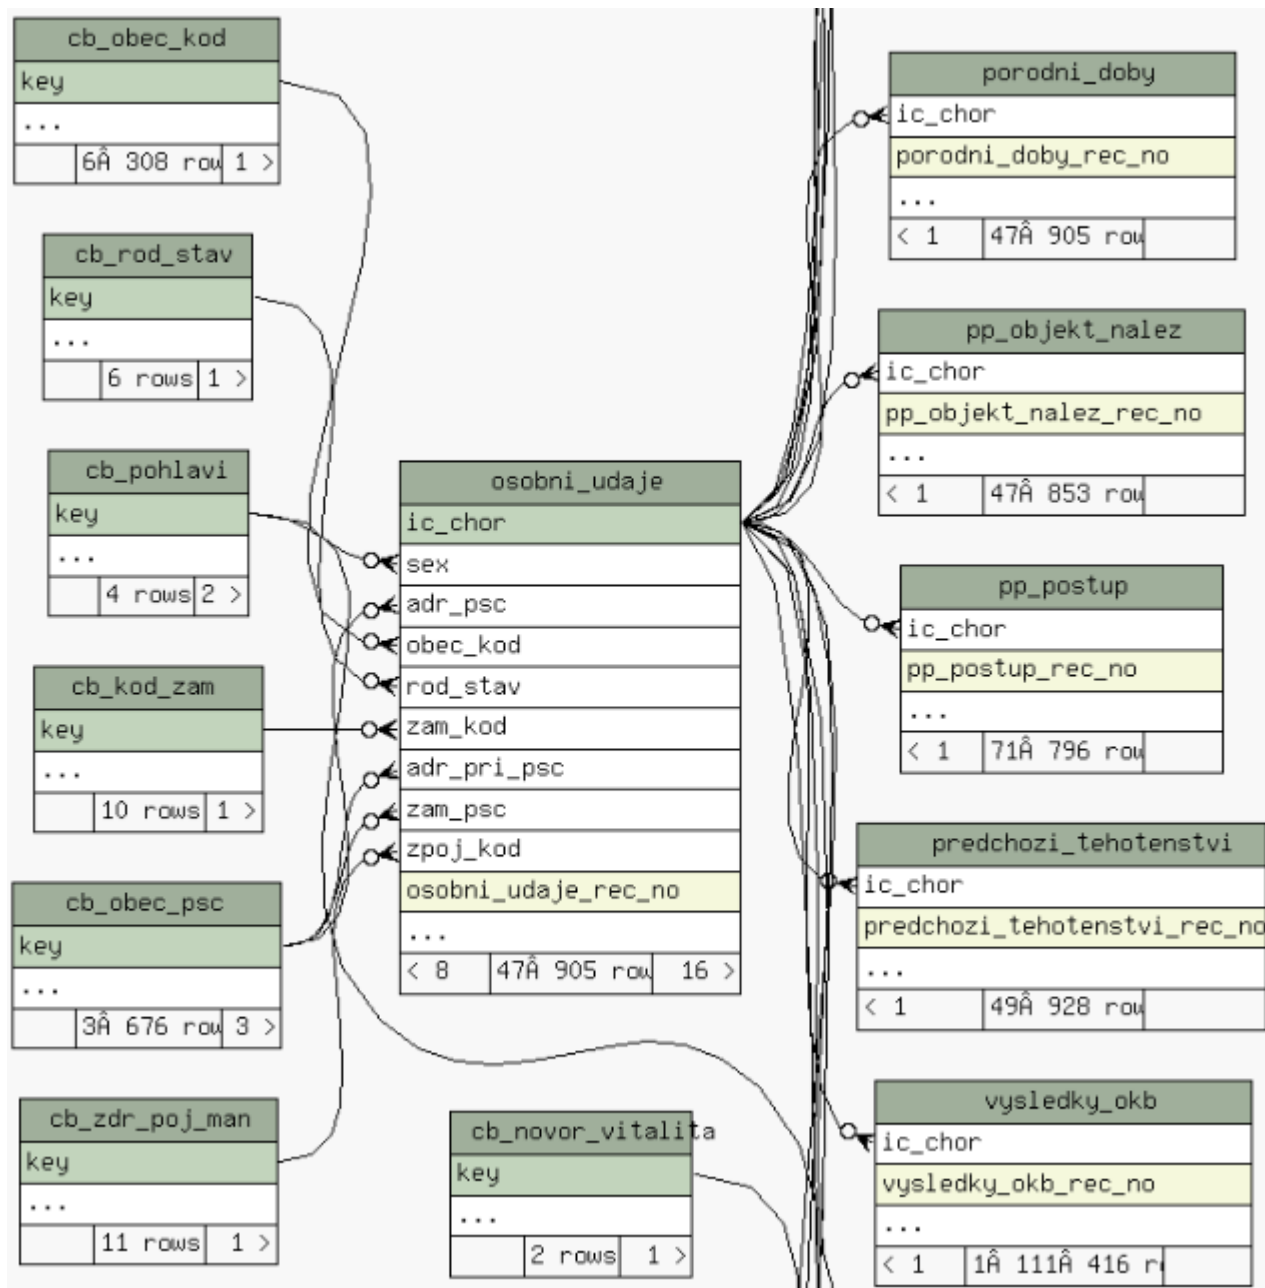 cb_obec_kod
key
...
6Â 308 row 1 >
cb_rod_stav
key
...
6 rows 1 >
cb_pohlavi
key
...
4 rows 2 >
cb_kod_zam
key
...
10 rows 1 >
cb_obec_psc
key
...
3Â 676 row 3 >
cb_zdr_poj_man
key
...
11 rows 1 >
osobni_udaje
ic_chor
sex
adr_psc
obec_kod
rod_stav
zam_kod
adr_pri_psc
zam_psc
zpoj_kod
osobni_udaje_rec_no
...
< 8 47Â 905 row 16 >
cb_novor_vitalita
key
...
2 rows 1 >
porodni_doby
ic_chor
porodni_doby_rec_no
...
< 1 47Â 905 row
pp_objekt_nalez
ic_chor
pp_objekt_nalez_rec_no
...
< 1 47Â 853 row
pp_postup
ic_chor
pp_postup_rec_no
...
< 1 71Â 796 row
predchozi_tehotenstvi
ic_chor
predchozi_tehotenstvi_rec_no
...
< 1 49Â 928 row
vysledky_okb
ic_chor
vysledky_okb_rec_no
...
< 1 1Â 111Â 416 r